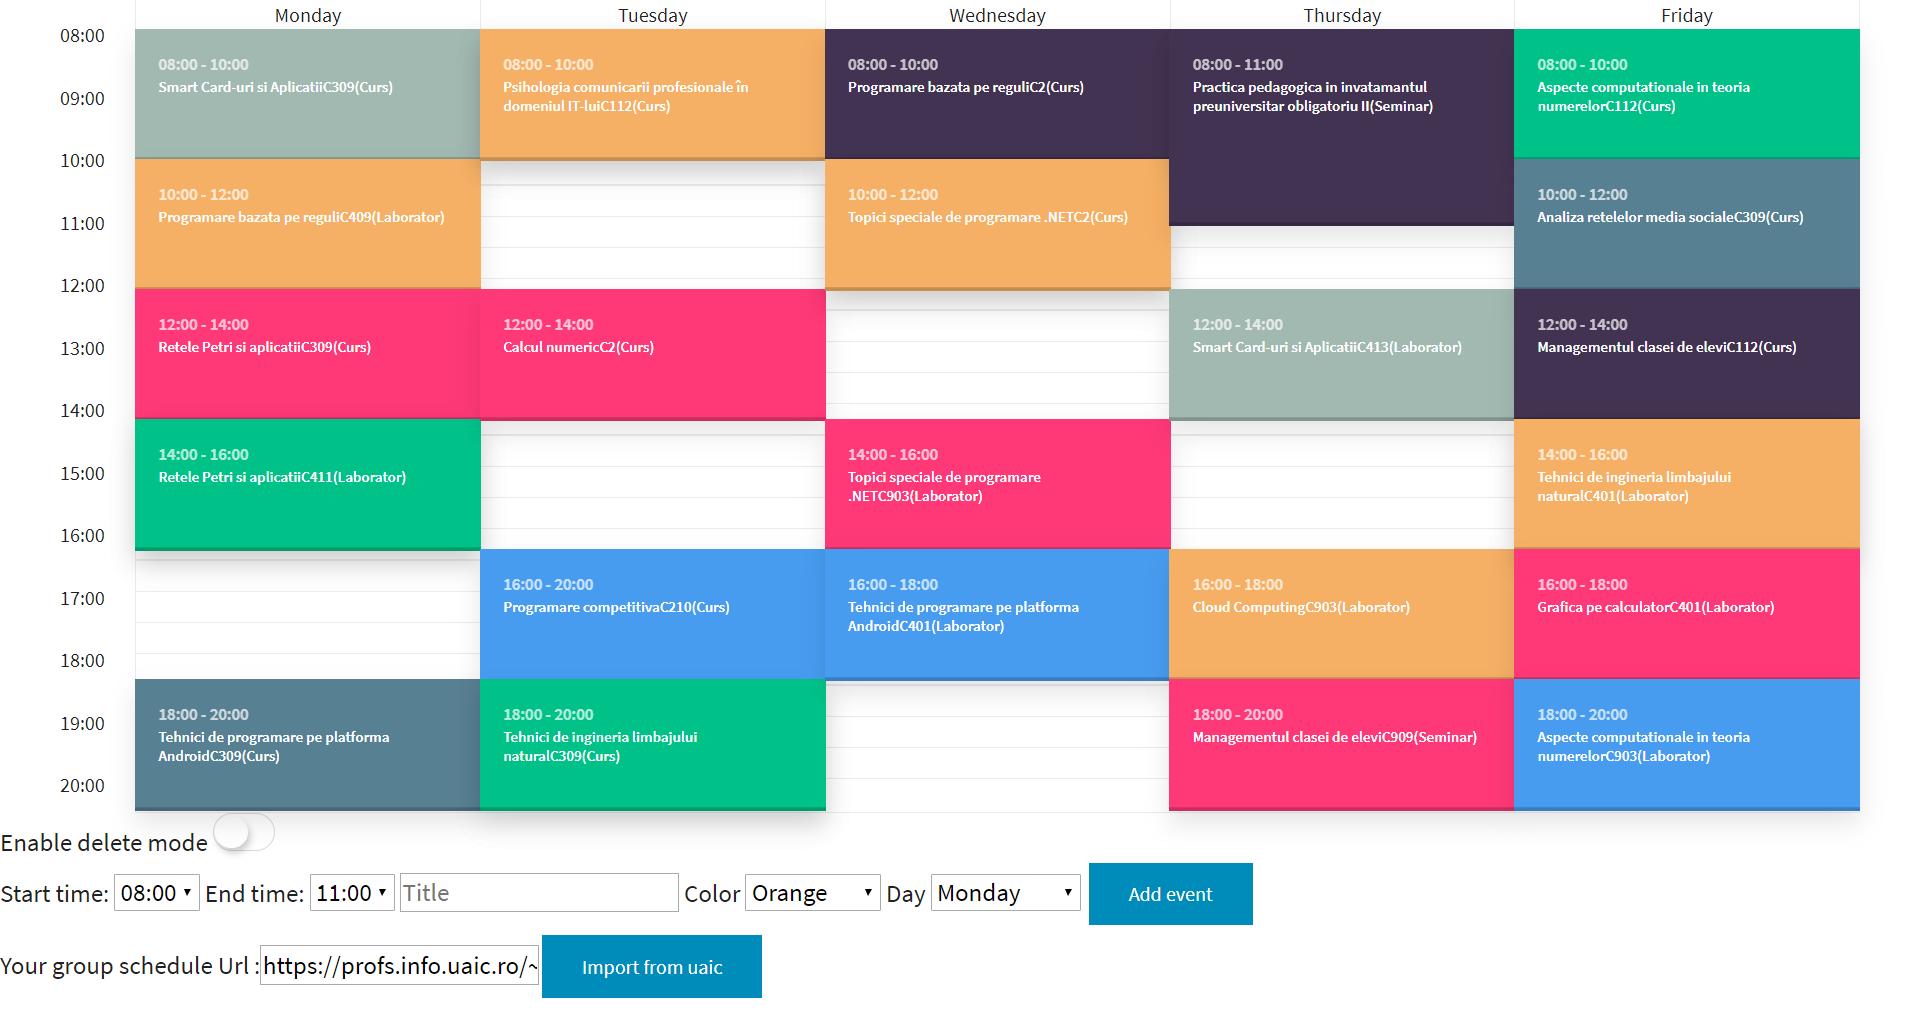 Monday
Tuesday
Wednesday
Thursday
Friday
08:00
09:00
10:00
11:00
12:00
13:00
14:00
15:00
16:00
17:00
18:00
19:00
20:00
08:00 - 10:00
Smart Card-uri si AplicatiiC309(Curs)
10:00 - 12:00
Programare bazata pe reguliC409(Laborator)
12:00 - 14:00
Retele Petri si aplicatiiC309(Curs)
14:00 - 16:00
Retele Petri si aplicatiiC411(Laborator)
18:00 - 20:00
Tehnici de programare pe platforma
AndroidC309(Curs)
08:00 - 10:00
Psihologia comunicarii profesionale în
domeniul IT-luiC112(Curs)
12:00 - 14:00
Calcul numericC2(Curs)
16:00 - 20:00
Programare competitivaC210(Curs)
18:00 - 20:00
Tehnici de ingineria limbajului
naturalC309(Curs)
08:00 - 10:00
Programare bazata pe reguliC2(Curs)
10:00 - 12:00
Topici speciale de programare .NETC2(Curs)
14:00 - 16:00
Topici speciale de programare
.NETC903(Laborator)
16:00 - 18:00
Tehnici de programare pe platforma
AndroidC401(Laborator)
08:00 - 11:00
Practica pedagogica in invatamantul
preuniversitar obligatoriu II(Seminar)
12:00 - 14:00
Smart Card-uri si AplicatiiC413(Laborator)
16:00 - 18:00
Cloud ComputingC903(Laborator)
18:00 - 20:00
Managementul clasei de eleviC909(Seminar)
08:00 - 10:00
Aspecte computationale in teoria
numerelorC112(Curs)
10:00 - 12:00
Analiza retelelor media socialeC309(Curs)
12:00 - 14:00
Managementul clasei de eleviC112(Curs)
14:00 - 16:00
Tehnici de ingineria limbajului
naturalC401(Laborator)
16:00 - 18:00
Grafica pe calculatorC401(Laborator)
18:00 - 20:00
Aspecte computationale in teoria
numerelorC903(Laborator)
Enable delete mode
Start time: 08:00 End time: 11:00 Title Color Orange Day Monday Add event
Your group schedule Url :https://profs.info.uaic.ro/~ Import from uaic